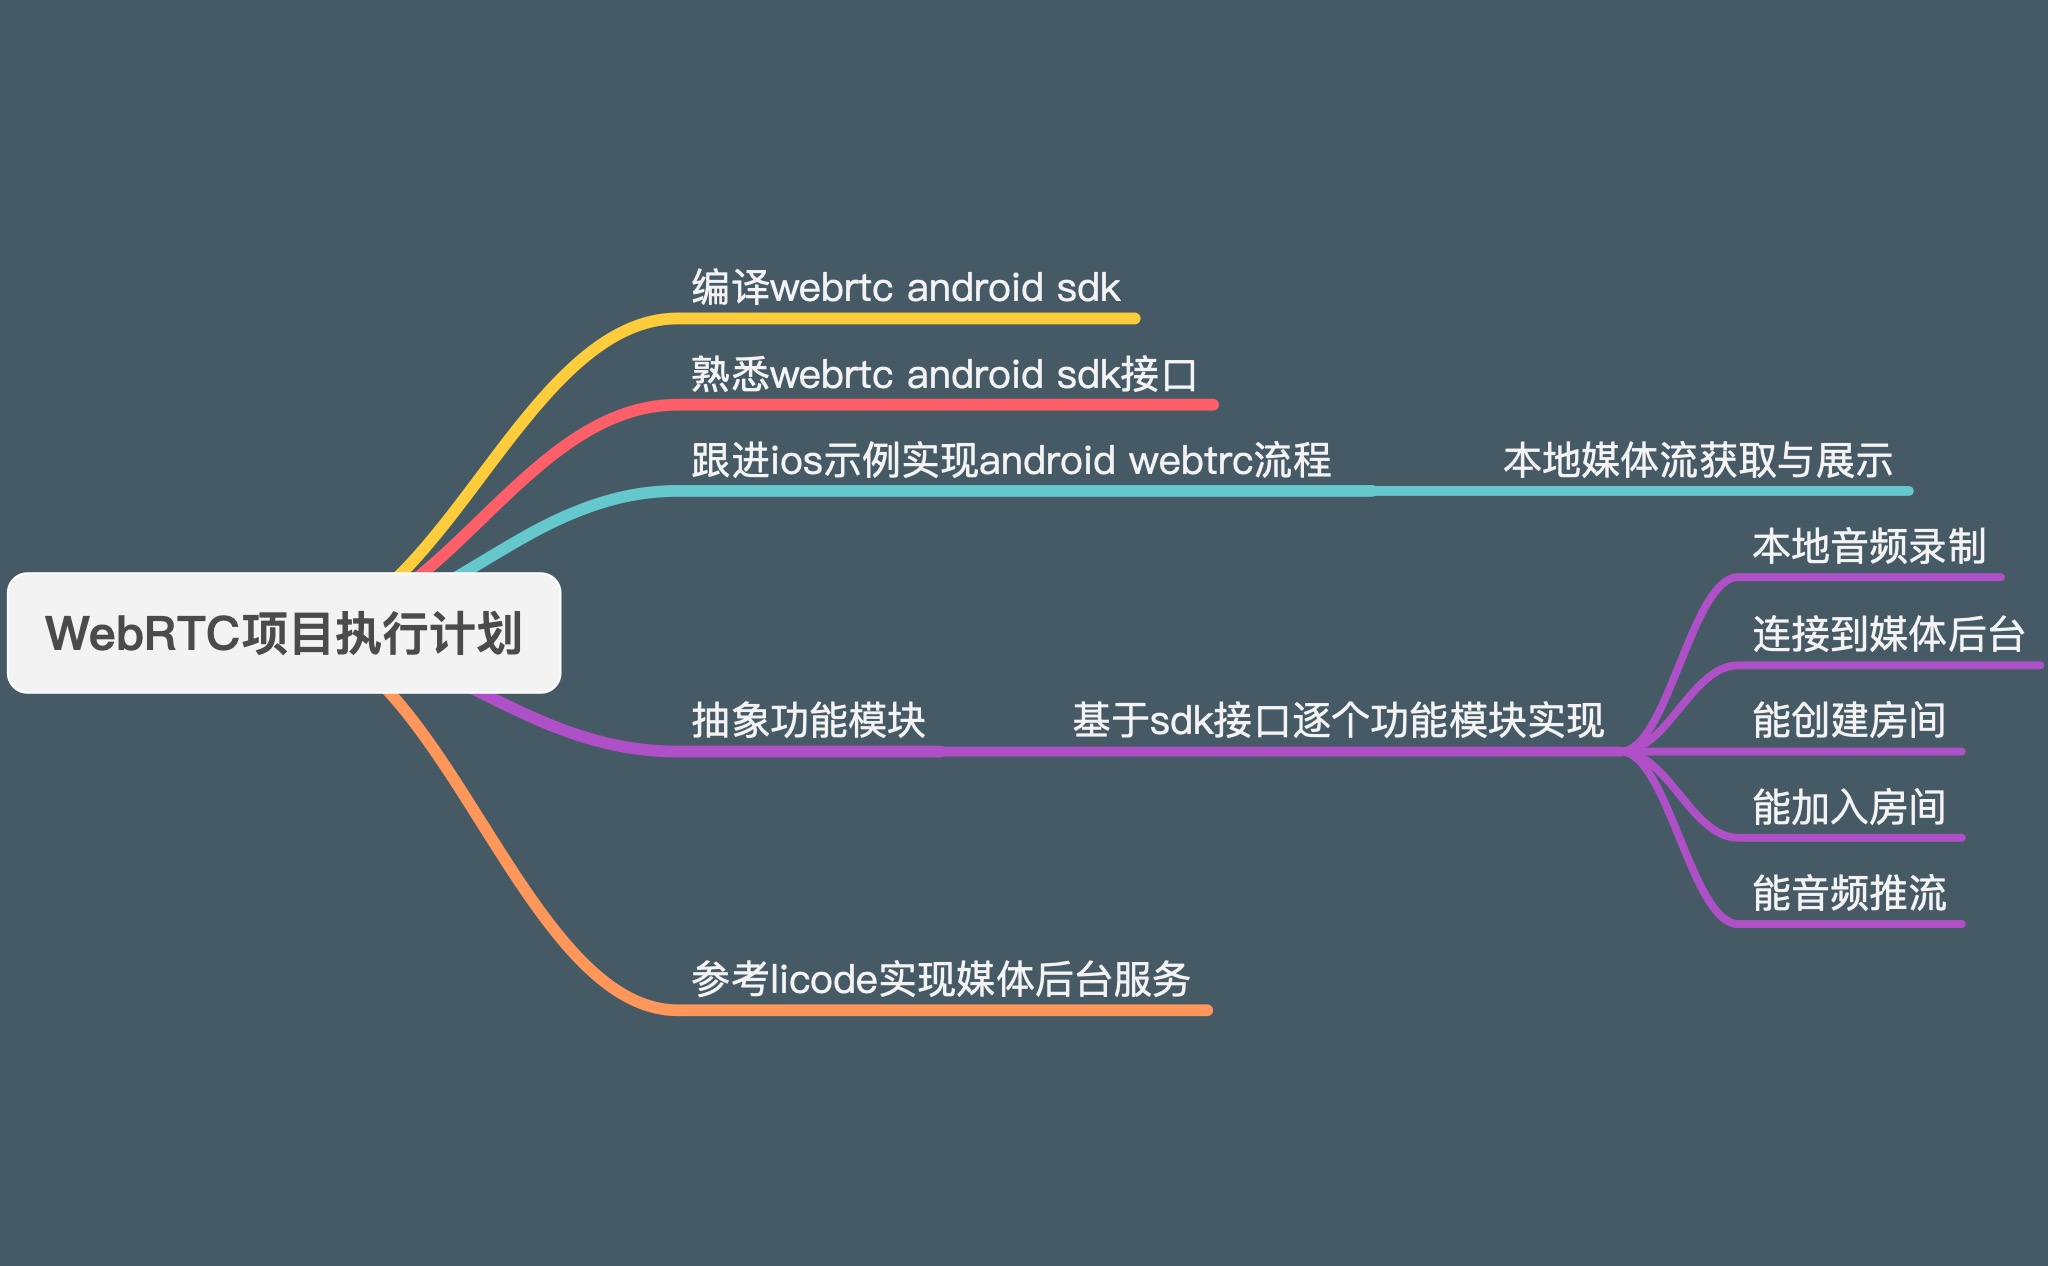 编译webrtc android sdk
熟悉webrtc android sdk接口
跟进ios示例实现android webtrc流程
本地媒体流获取与展示
WebRTC项目执行计划
抽象功能模块
基于sdk接口逐个功能模块实现
本地音频录制
连接到媒体后台
能创建房间
能加入房间
能音频推流
参考licode实现媒体后台服务